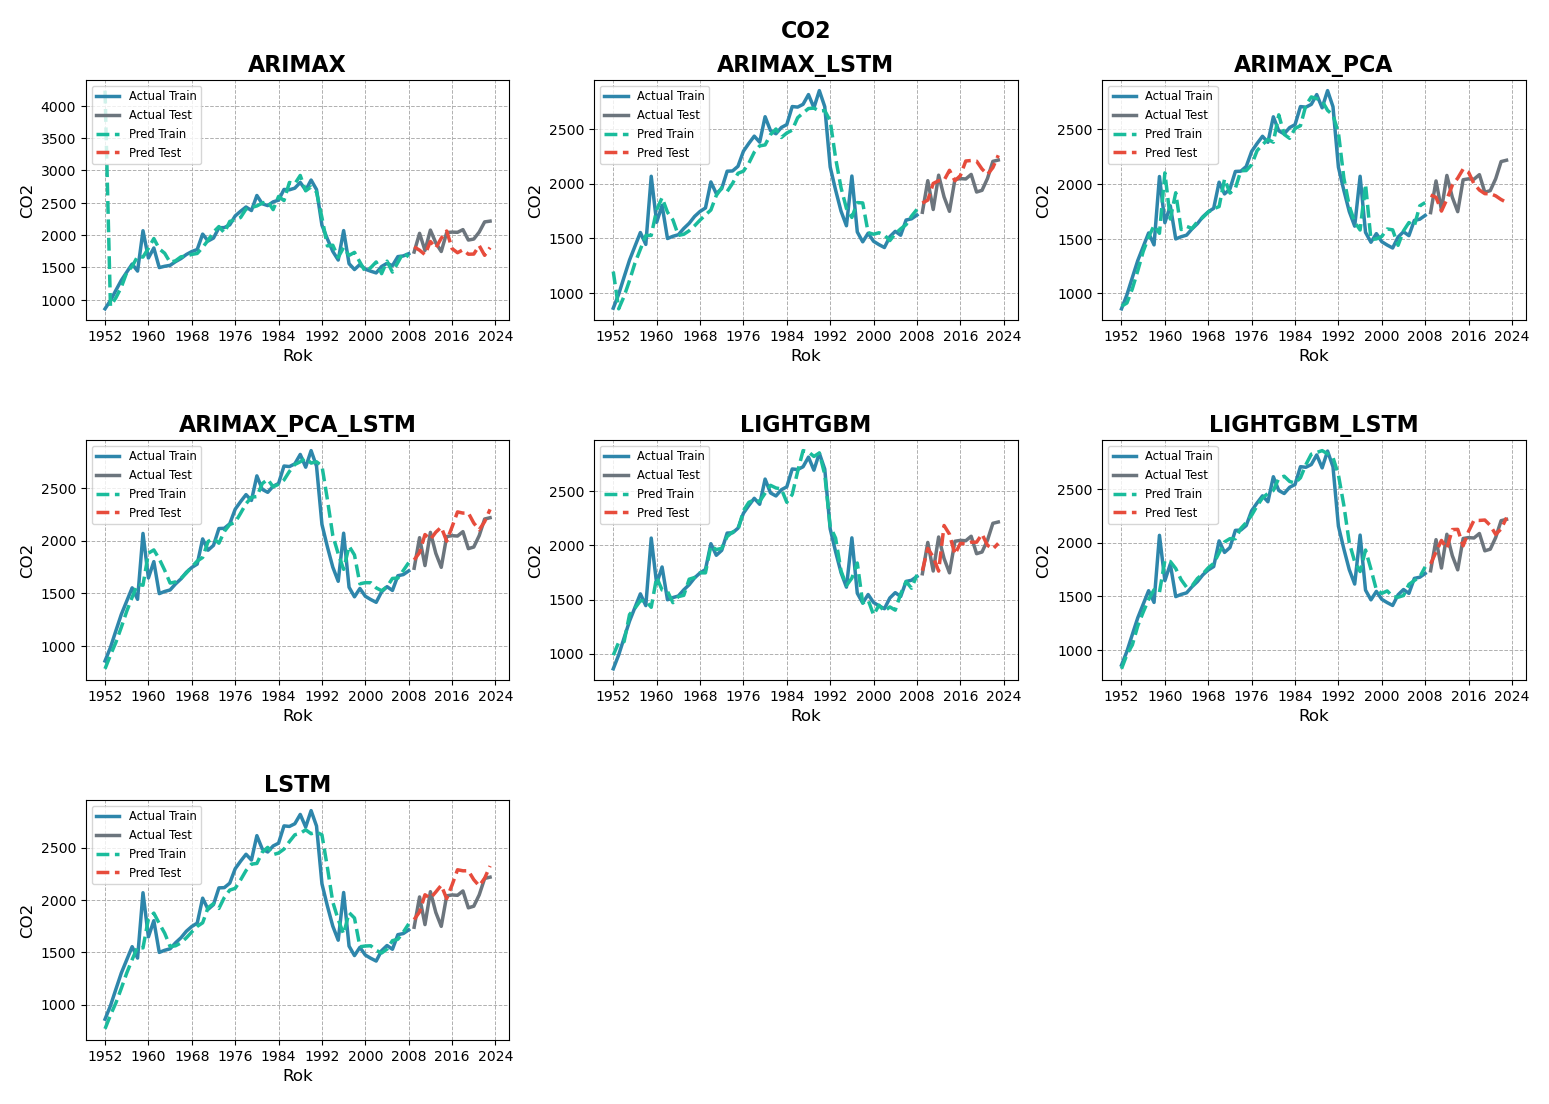 CO2
ARIMAX
Actual Train
Actual Test
Pred Train
Pred Test
4000
3500
3000
2500
2000
1500
1000
CO2
1952 1960 1968 1976 1984 1992 2000 2008 2016 2024
Rok
ARIMAX_LSTM
Actual Train
Actual Test
Pred Train
Pred Test
2500
2000
1500
1000
CO2
1952 1960 1968 1976 1984 1992 2000 2008 2016 2024
Rok
ARIMAX_PCA
Actual Train
Actual Test
Pred Train
Pred Test
2500
2000
1500
1000
CO2
1952 1960 1968 1976 1984 1992 2000 2008 2016 2024
Rok
ARIMAX_PCA_LSTM
Actual Train
Actual Test
Pred Train
Pred Test
2500
2000
1500
1000
CO2
1952 1960 1968 1976 1984 1992 2000 2008 2016 2024
Rok
LIGHTGBM
Actual Train
Actual Test
Pred Train
Pred Test
2500
2000
1500
1000
CO2
1952 1960 1968 1976 1984 1992 2000 2008 2016 2024
Rok
LIGHTGBM_LSTM
Actual Train
Actual Test
Pred Train
Pred Test
2500
2000
1500
1000
CO2
1952 1960 1968 1976 1984 1992 2000 2008 2016 2024
Rok
LSTM
Actual Train
Actual Test
Pred Train
Pred Test
2500
2000
1500
1000
CO2
1952 1960 1968 1976 1984 1992 2000 2008 2016 2024
Rok